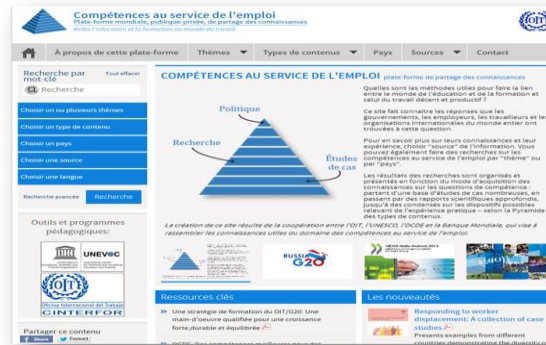 Compétences au service de l'emploi
Plate-forme mondiale, publique-privée, de partage des connaissances
Relier l'éducation et la formation au monde du travail
À propos de cette plate-forme
Thèmes
Types de contenus
Pays
Sources
Contact
Recherche par mot-clé
Tout effacer
Recherche
Choisir un ou plusieurs thèmes
Choisir un type de contenu
Choisir un pays
Choisir une source
Choisir une langue
Recherche avancée
Recherche
Outils et programmes
pédagogiques:
UNEVOC
Oficina Internacional del Trabajo
CINTERFOR
Partager ce contenu
Share
Tweet
COMPÉTENCES AU SERVICE DE L'EMPLOI plate-forme de partage des connaissances
Politique
Recherche
Études
de cas
Quelles sont les méthodes utiles pour faire le lien
entre le monde de l'éducation et de la formation et
celui du travail décent et productif ?
Ce site fait connaitre les réponses que les
gouvernements, les employeurs, les travailleurs et les
organisations internationales du monde entier ont
trouvées à cette question.
Pour en savoir plus sur leurs connaissances et leur
expérience, choisir "source" de l'information. Vous
pouvez également faire des recherches sur les
compétences au service de l'emploi par "thème" ou
par "pays".
Les résultats des recherches sont organisés et
présentés en fonction du mode d'acquisition des
connaissances sur les questions de compétence :
partant d'une base d'études de cas nombreuses, en
passant par des rapports scientifiques approfondis,
jusqu'à des condensés sur les dispositifs possibles
relevant de l'expérience pratique – selon la Pyramide
des types de contenus.
La création de ce site résulte de la coopération entre l'OIT, l'UNESCO, l'OCDE et la Banque Mondiale, qui vise à
rassembler les connaissances utiles du domaine des compétences au service de l'emploi
RUSSIA
G20
Ressources clés
Une stratégie de formation du OIT/G20. Une
main-d'oeuvre qualifiée pour une croissance
forte,durable et équilibrée
Les nouveautés
Responding to worker
displacement: A collection of case
studies
Presents examples from different
countries demonstrating the diversity o